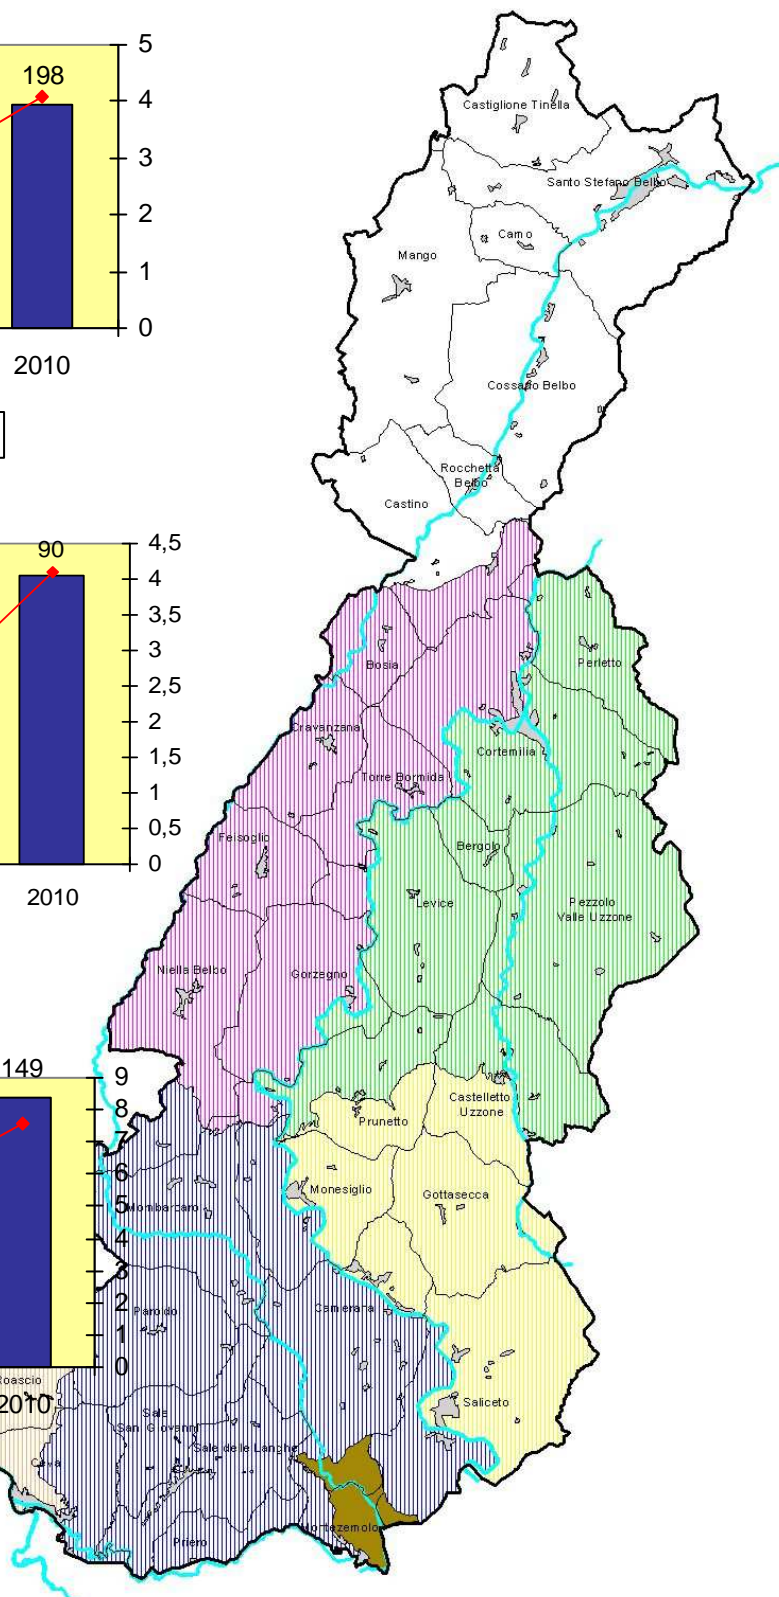 5
198
4
3
2
1
0
2010
Castiglione Tinella
Santo Stefano Belbo
Camo
Mango
Cossano Belbo
Rocchetta
Belbo
Castino
4,5
90
4
3,5
3
2,5
2
1,5
1
0,5
0
2010
Perletto
Bosia
Cravanzana
Cortemilia
Torre Bormida
Feisoglio
Bergolo
Levice
Pezzolo
Valle Uzzone
Niella Belbo
Gorzegno
149
9
8
7
6
5
4
3
2
1
0
2010
Castelletto
Uzzone
Prunetto
Monesiglio
Gottasecca
Mombarcaro
Camerana
Paroldo
Roascio
Saliceto
Sale
San Giovanni
Sale delle Langhe
Ceva
Montezemolo
Priero